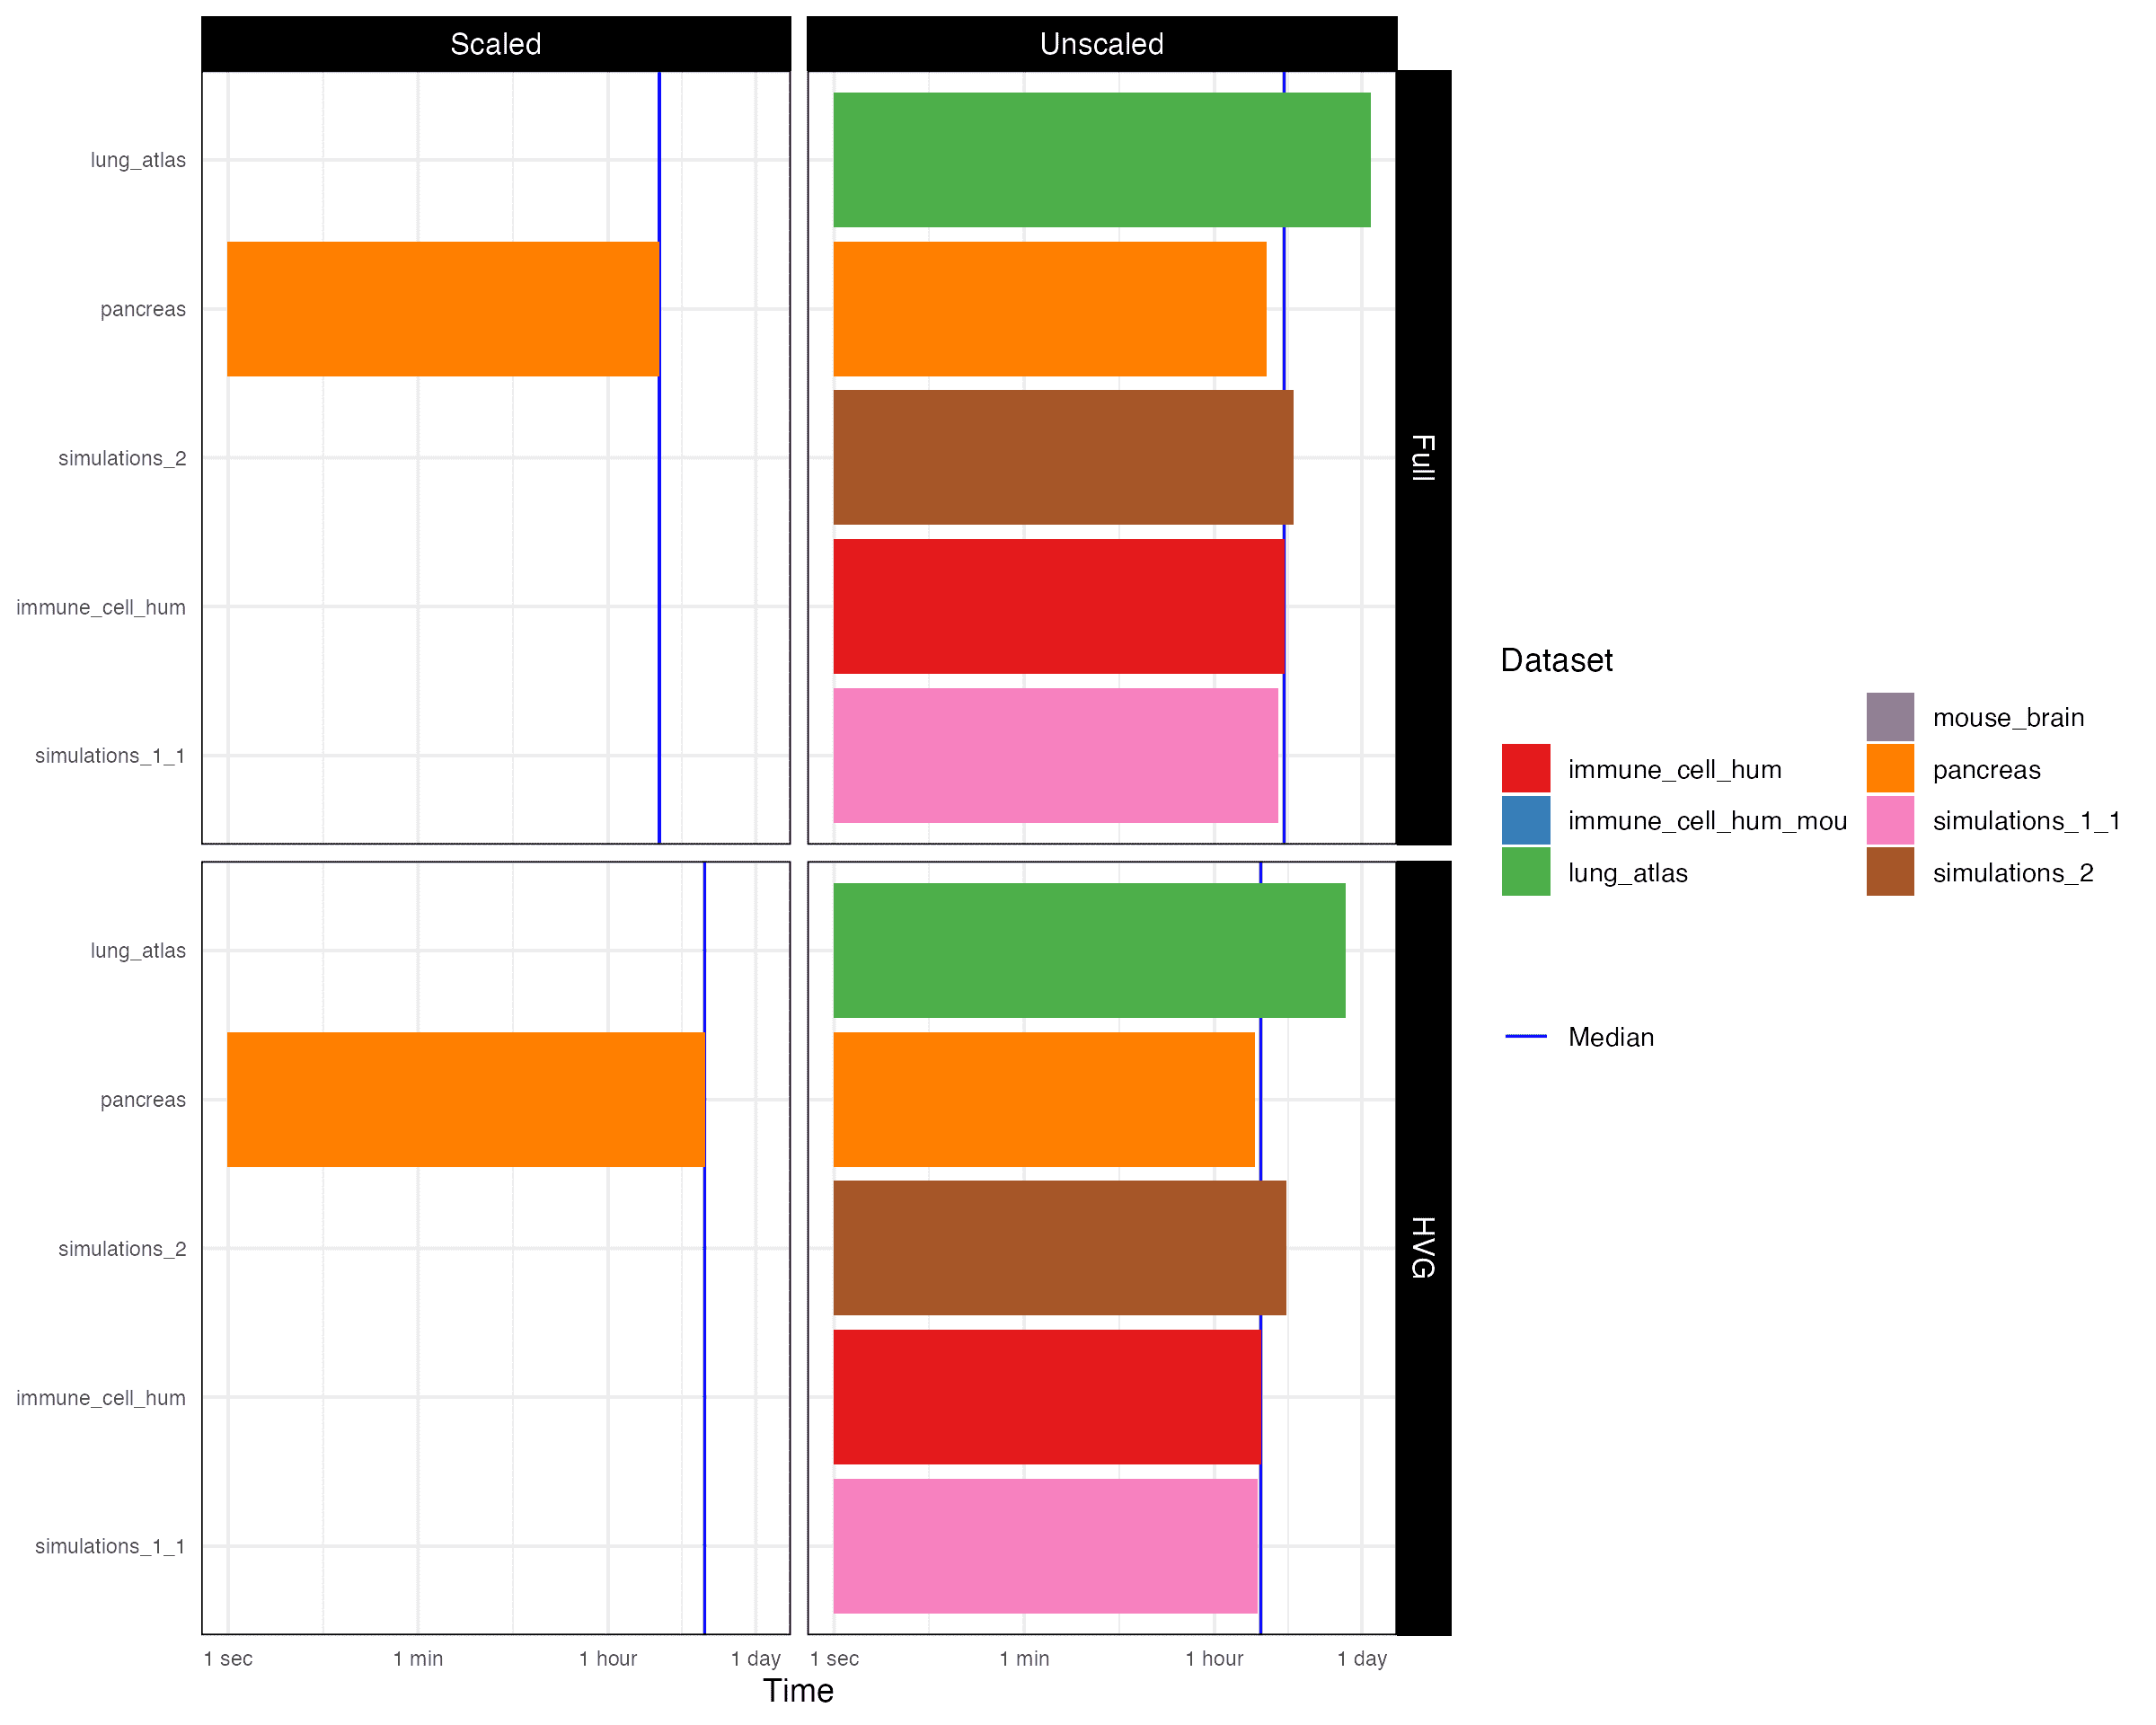 Scaled
Unscaled
lung_atlas
pancreas
simulations_2
immune_cell_hum
simulations_1_1
Full
lung_atlas
pancreas
simulations_2
immune_cell_hum
simulations_1_1
HVG
1 sec
1 min
1 hour
1 day
1 sec
1 min
1 hour
1 day
Time
Dataset
immune_cell_hum
immune_cell_hum_mou
lung_atlas
mouse_brain
pancreas
simulations_1_1
simulations_2
Median